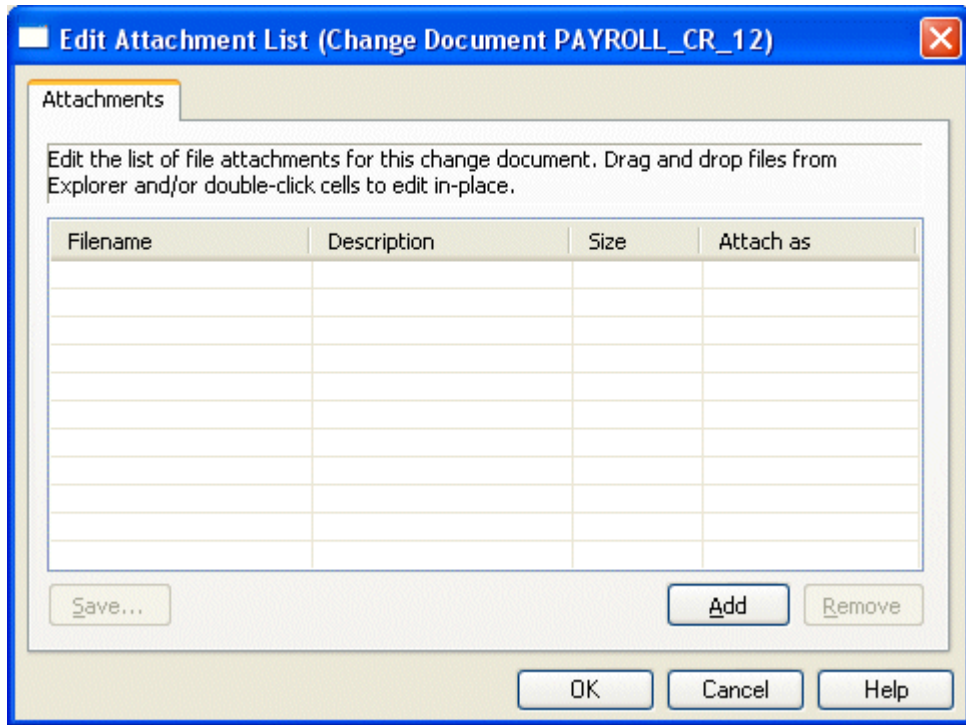 Edit Attachment List (Change Document PAYROLL_CR_12)
Attachments
Edit the list of file attachments for this change document. Drag and drop files from
Explorer and/or double-click cells to edit in-place.
Filename Description Size Attach as
Save... Add Remove
OK Cancel Help